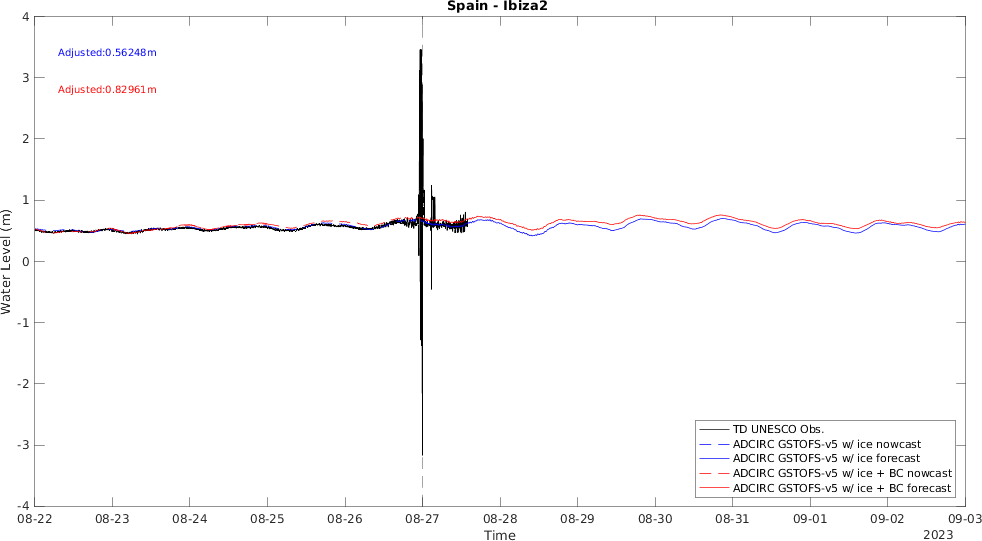 Spain - Ibiza2
Adjusted:0.56248m
Adjusted:0.82961m
Water Level (m)
4
3
2
1
0
-1
-2
-3
-4
TD UNESCO Obs.
ADCIRC GSTOFS-v5 w/ ice nowcast
ADCIRC GSTOFS-v5 w/ ice forecast
ADCIRC GSTOFS-v5 w/ ice + BC nowcast
ADCIRC GSTOFS-v5 w/ ice + BC forecast
08-22 08-23 08-24 08-25 08-26 08-27 08-28 08-29 08-30 08-31 09-01 09-02 09-03
Time
2023